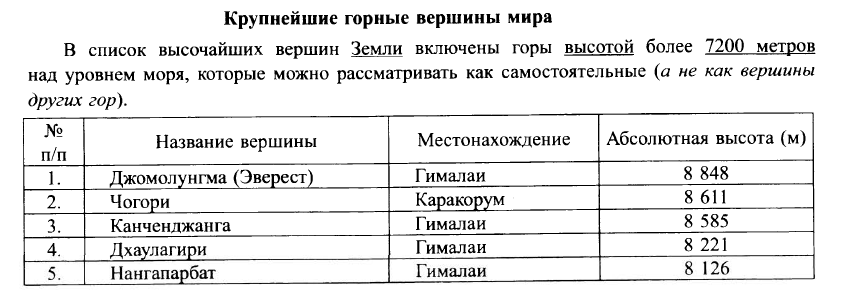 Крупнейшие горные вершины мира
В список высочайших вершин Земли включены горы высотой более 7200 метров
над уровнем моря, которые можно рассматривать как самостоятельные (а не как вершины
других гор).
№ п/п Название вершины Местонахождение Абсолютная высота (м)
1. Джомолунгма (Эверест) Гималаи 8 848
2. Чогори Каракорум 8 611
3. Канченджанга Гималаи 8 585
4. Дхаулагири Гималаи 8 221
5. Нангапарбат Гималаи 8 126